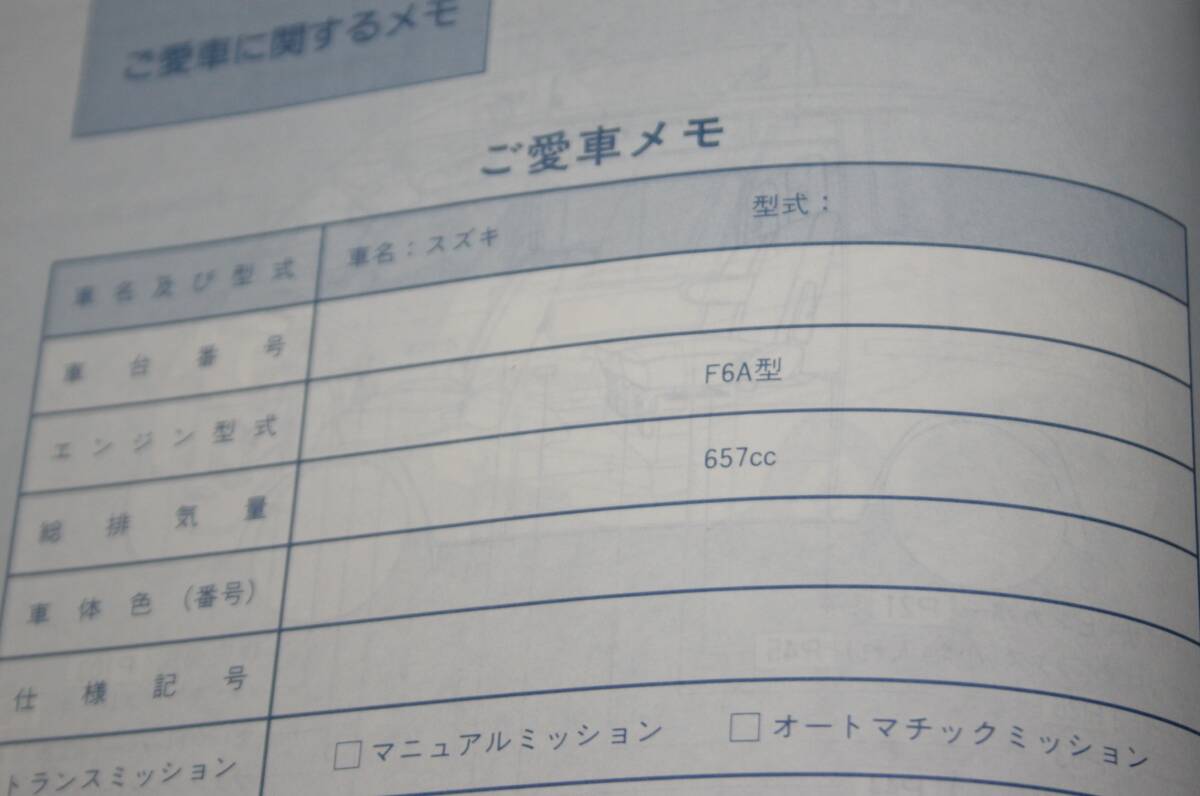 ご愛車に関するメモ
ご愛車メモ
車名及び型式 車名：スズキ 型式：
車台番号
エンジン型式 F6A型
総排気量 657cc
車体色（番号）
仕様記号
トランスミッション □マニュアルミッション □オートマチックミッション